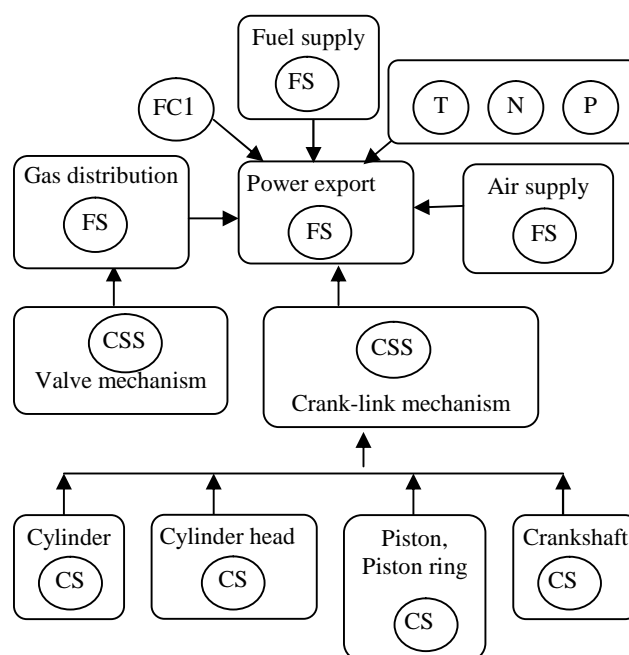 Fuel supply
FS
FC1
T N P
Gas distribution
FS
Power export
FS
Air supply
FS
CSS
Valve mechanism
CSS
Crank-link mechanism
Cylinder
CS
Cylinder head
CS
Piston,
Piston ring
CS
Crankshaft
CS